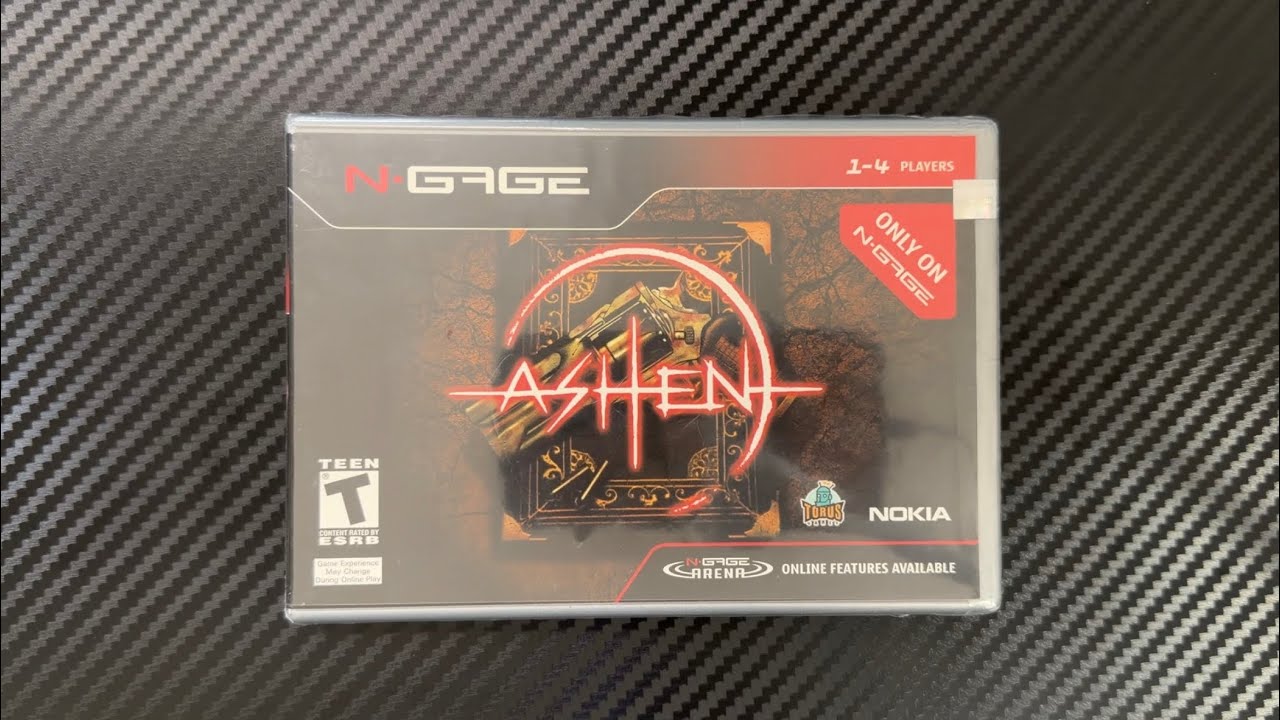 N-GAGE
1-4 PLAYERS
ONLY ON
N-GAGE
ASHEN
TEEN
T
CONTENT RATED BY
ESRB
Game Experience
May Change
During Online Play
TORUS
GAMES
NOKIA
N-GAGE
ARENA
ONLINE FEATURES AVAILABLE